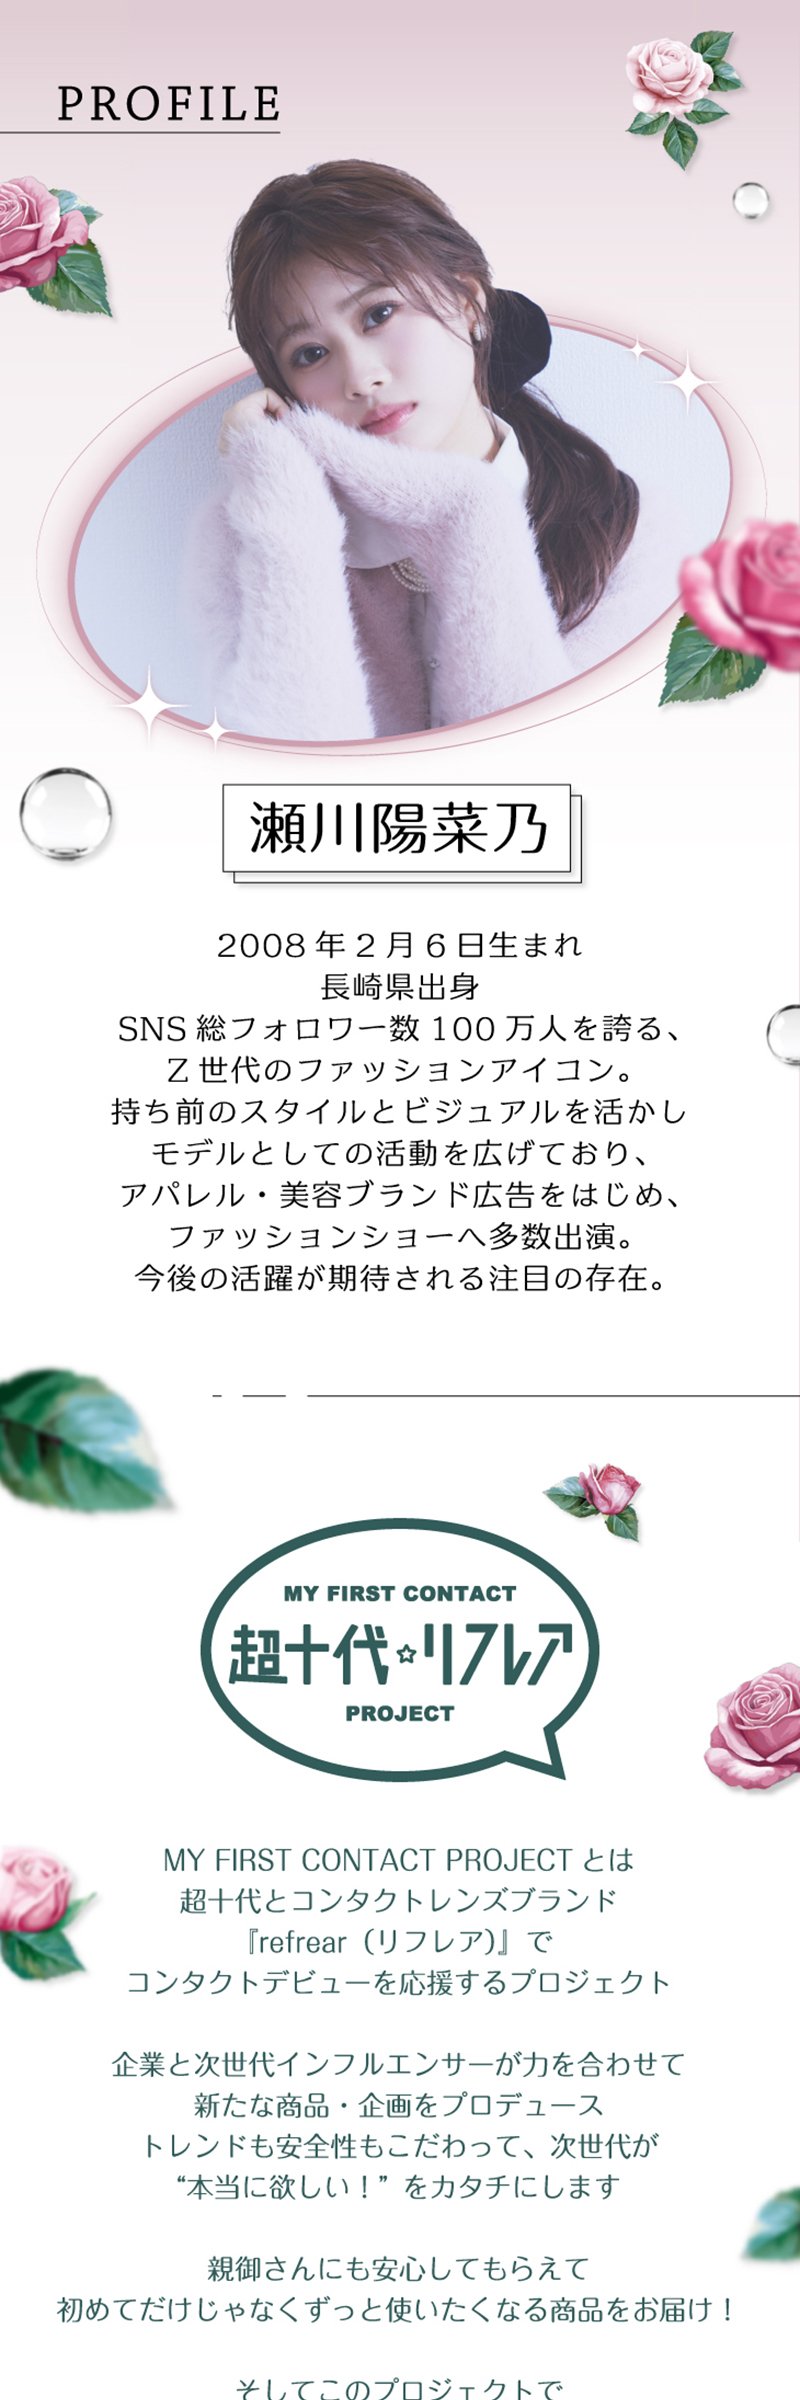 PROFILE
瀬川陽菜乃
2008年2月6日生まれ
長崎県出身
SNS総フォロワー数100万人を誇る、
Z世代のファッションアイコン。
持ち前のスタイルとビジュアルを活かし
モデルとしての活動を広げており、
アパレル・美容ブランド広告をはじめ、
ファッションショーへ多数出演。
今後の活躍が期待される注目の存在。
MY FIRST CONTACT
超十代☆リフレア
PROJECT
MY FIRST CONTACT PROJECTとは
超十代とコンタクトレンズブランド
『refrear（リフレア）』で
コンタクトデビューを応援するプロジェクト
企業と次世代インフルエンサーが力を合わせて
新たな商品・企画をプロデュース
トレンドも安全性もこだわって、次世代が
“本当に欲しい！”をカタチにします
親御さんにも安心してもらえて
初めてだけじゃなくずっと使いたくなる商品をお届け！
そしてこのプロジェクトで